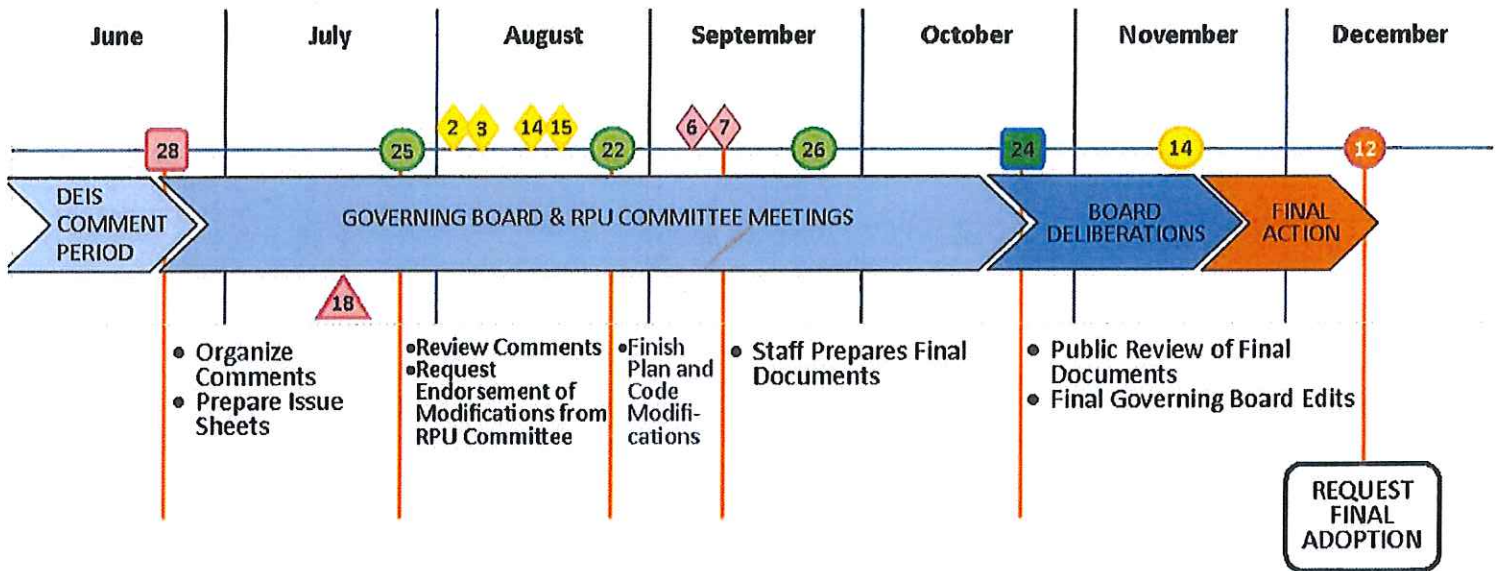 June
July
August
September
October
November
December
28
25
2
3
14
15
22
6
7
26
24
14
12
DEIS
COMMENT
PERIOD
GOVERNING BOARD & RPU COMMITTEE MEETINGS
BOARD
DELIBERATIONS
FINAL
ACTION
18
• Organize
Comments
• Prepare Issue
Sheets
•Review Comments
•Request
Endorsement of
Modifications from
RPU Committee
•Finish
Plan and
Code
Modifi-
cations
• Staff Prepares Final
Documents
• Public Review of Final
Documents
• Final Governing Board Edits
REQUEST
FINAL
ADOPTION